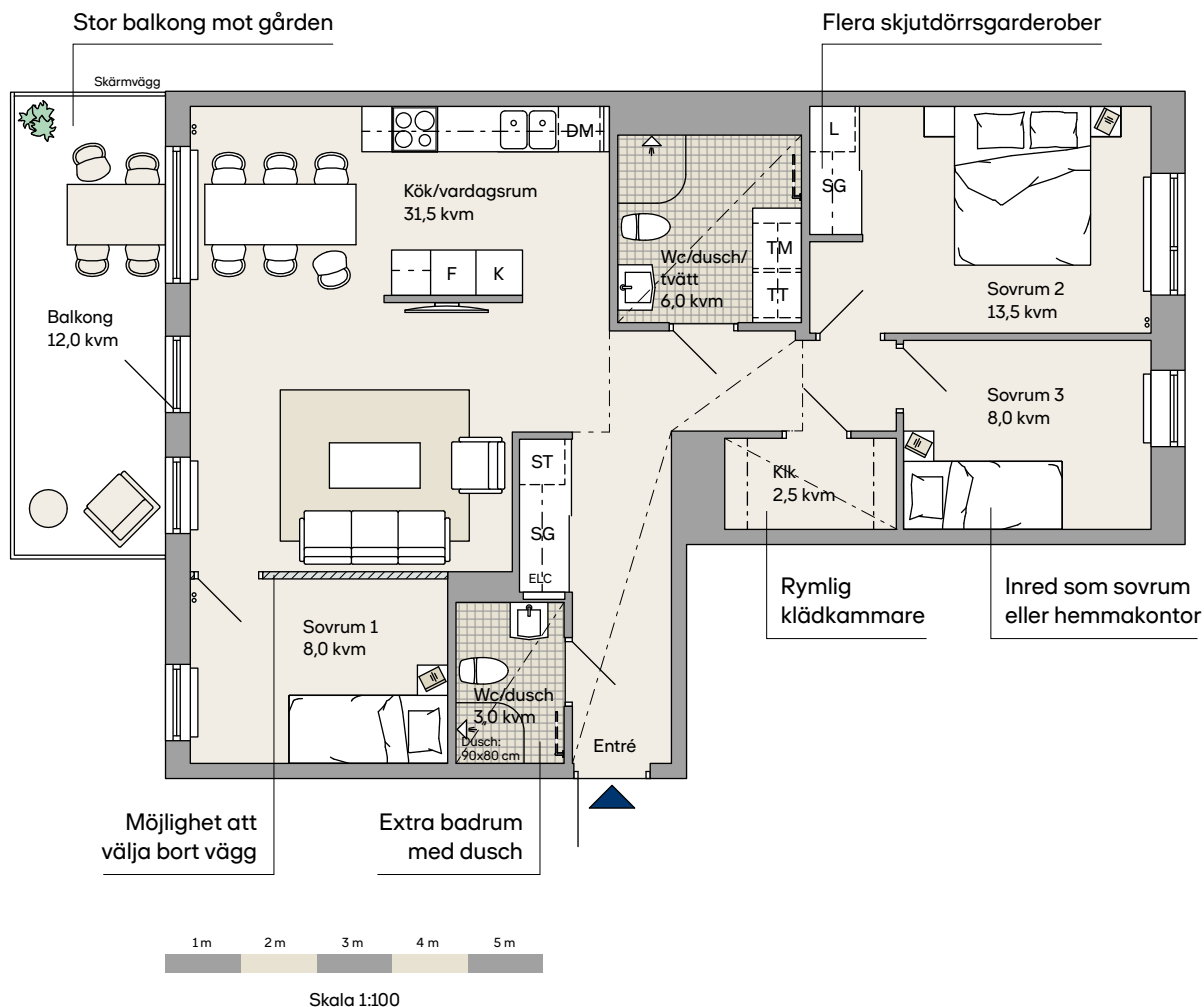 Stor balkong mot gården
Flera skjutdörrsgarderober
Skärmvägg
DM
L
SG
Kök/vardagsrum
31,5 kvm
F
K
Wc/dusch/
tvätt
6,0 kvm
TM
TT
Sovrum 2
13,5 kvm
Balkong
12,0 kvm
Sovrum 3
8,0 kvm
ST
SG
ELC
Klk
2,5 kvm
Rymlig
klädkammare
Inred som sovrum
eller hemmakontor
Sovrum 1
8,0 kvm
Wc/dusch
3,0 kvm
Dusch:
90x80 cm
Entré
Möjlighet att
välja bort vägg
Extra badrum
med dusch
1 m
2 m
3 m
4 m
5 m
Skala 1:100